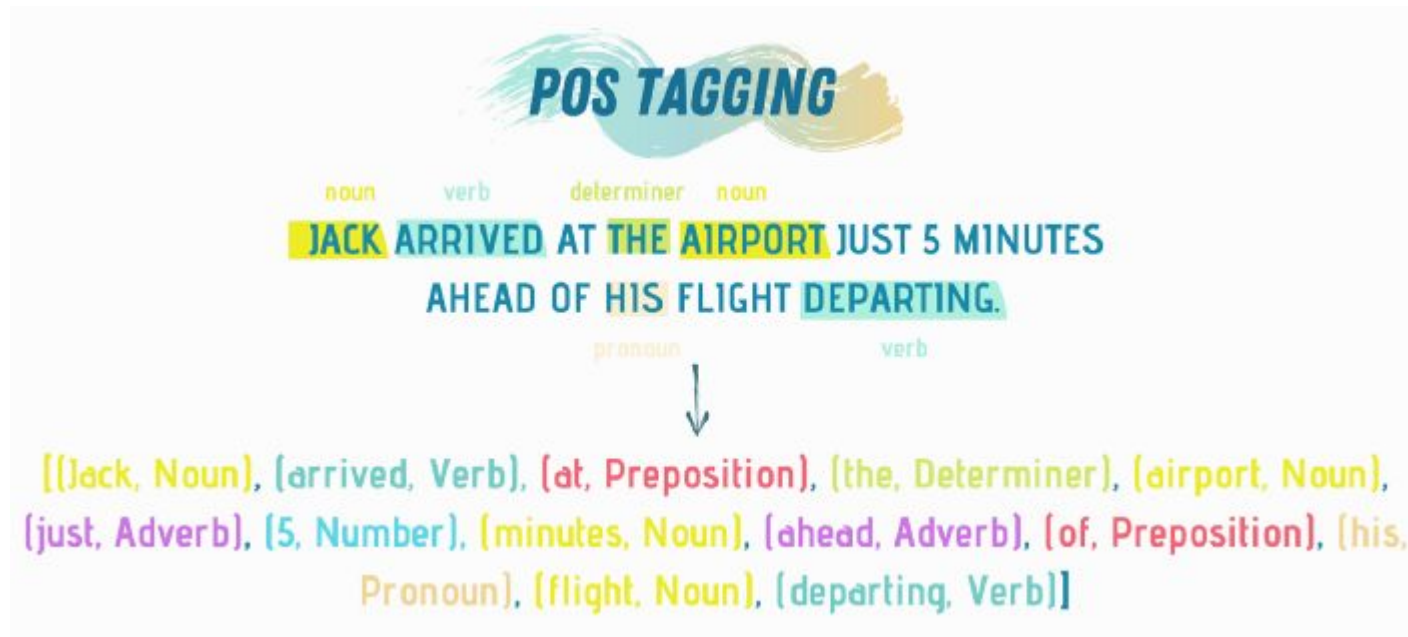 POS TAGGING
noun verb determiner noun
JACK ARRIVED AT THE AIRPORT JUST 5 MINUTES
AHEAD OF HIS FLIGHT DEPARTING.
pronoun verb
[(Jack, Noun), (arrived, Verb), (at, Preposition), (the, Determiner), (airport, Noun),
(just, Adverb), (5, Number), (minutes, Noun), (ahead, Adverb), (of, Preposition), (his,
Pronoun), (flight, Noun), (departing, Verb)]